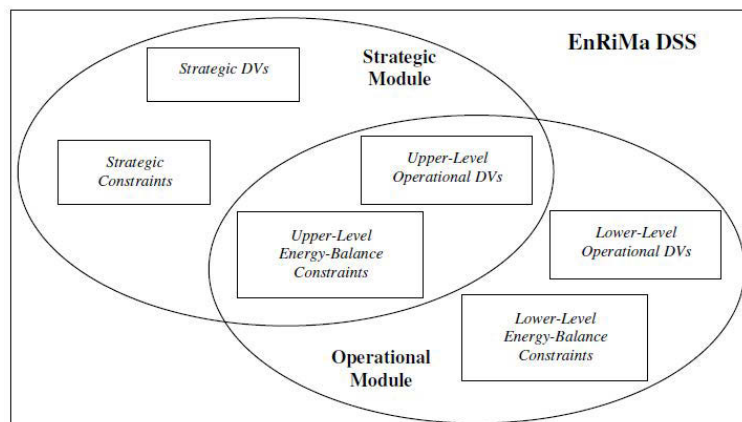 EnRiMa DSS
Strategic
Module
Strategic DVs
Strategic
Constraints
Upper-Level
Operational DVs
Upper-Level
Energy-Balance
Constraints
Lower-Level
Operational DVs
Lower-Level
Energy-Balance
Constraints
Operational
Module